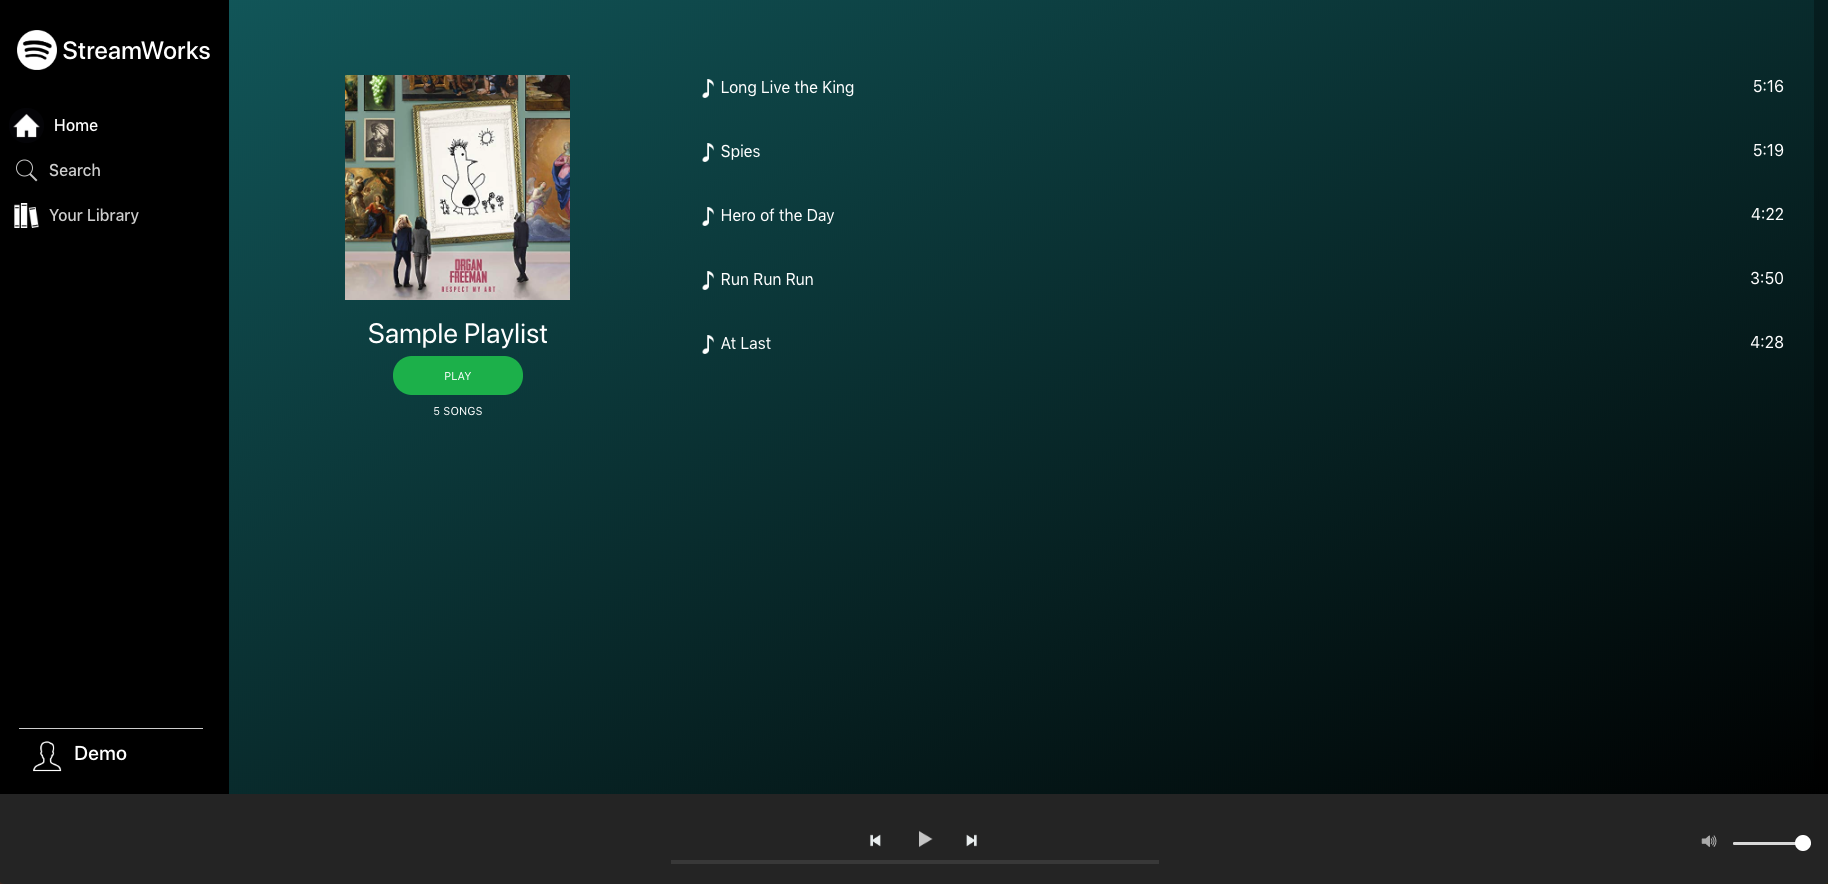 StreamWorks
Home
Search
Your Library
Demo
ORGAN
FREEMAN
RESPECT MY ART
Sample Playlist
PLAY
5 SONGS
Long Live the King 5:16
Spies 5:19
Hero of the Day 4:22
Run Run Run 3:50
At Last 4:28